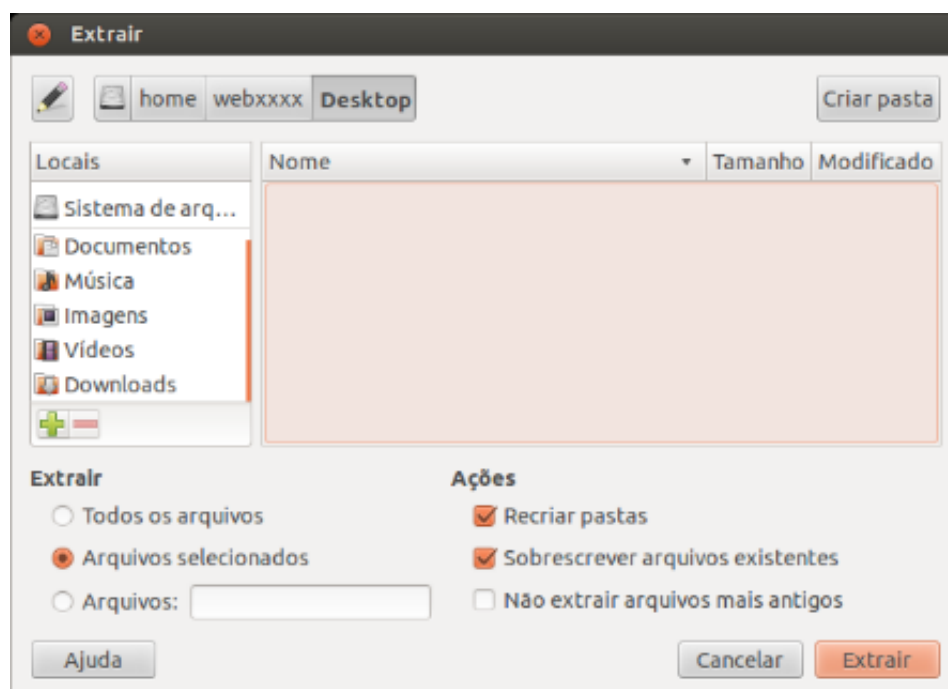 Extrair
home webxxxx Desktop Criar pasta
Locais Nome Tamanho Modificado
Sistema de arq...
Documentos
Música
Imagens
Vídeos
Downloads
Extrair Ações
Todos os arquivos Recriar pastas
Arquivos selecionados Sobrescrever arquivos existentes
Arquivos: Não extrair arquivos mais antigos
Ajuda Cancelar Extrair